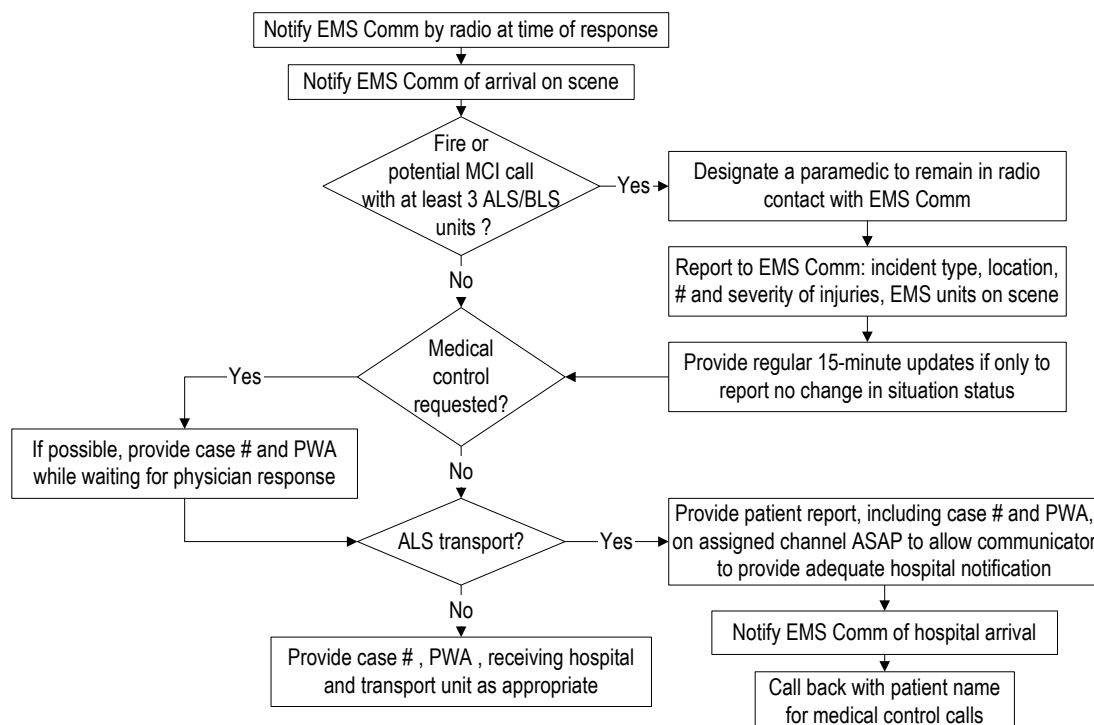 Notify EMS Comm by radio at time of response
Notify EMS Comm of arrival on scene
Fire or
potential MCI call
with at least 3 ALS/BLS
units ?
Yes
Designate a paramedic to remain in radio
contact with EMS Comm
No
Report to EMS Comm: incident type, location,
# and severity of injuries, EMS units on scene
Medical
control
requested?
Yes
Provide regular 15-minute updates if only to
report no change in situation status
If possible, provide case # and PWA
while waiting for physician response
No
ALS transport?
Yes
Provide patient report, including case # and PWA,
on assigned channel ASAP to allow communicator
to provide adequate hospital notification
No
Notify EMS Comm of hospital arrival
Provide case # , PWA , receiving hospital
and transport unit as appropriate
Call back with patient name
for medical control calls